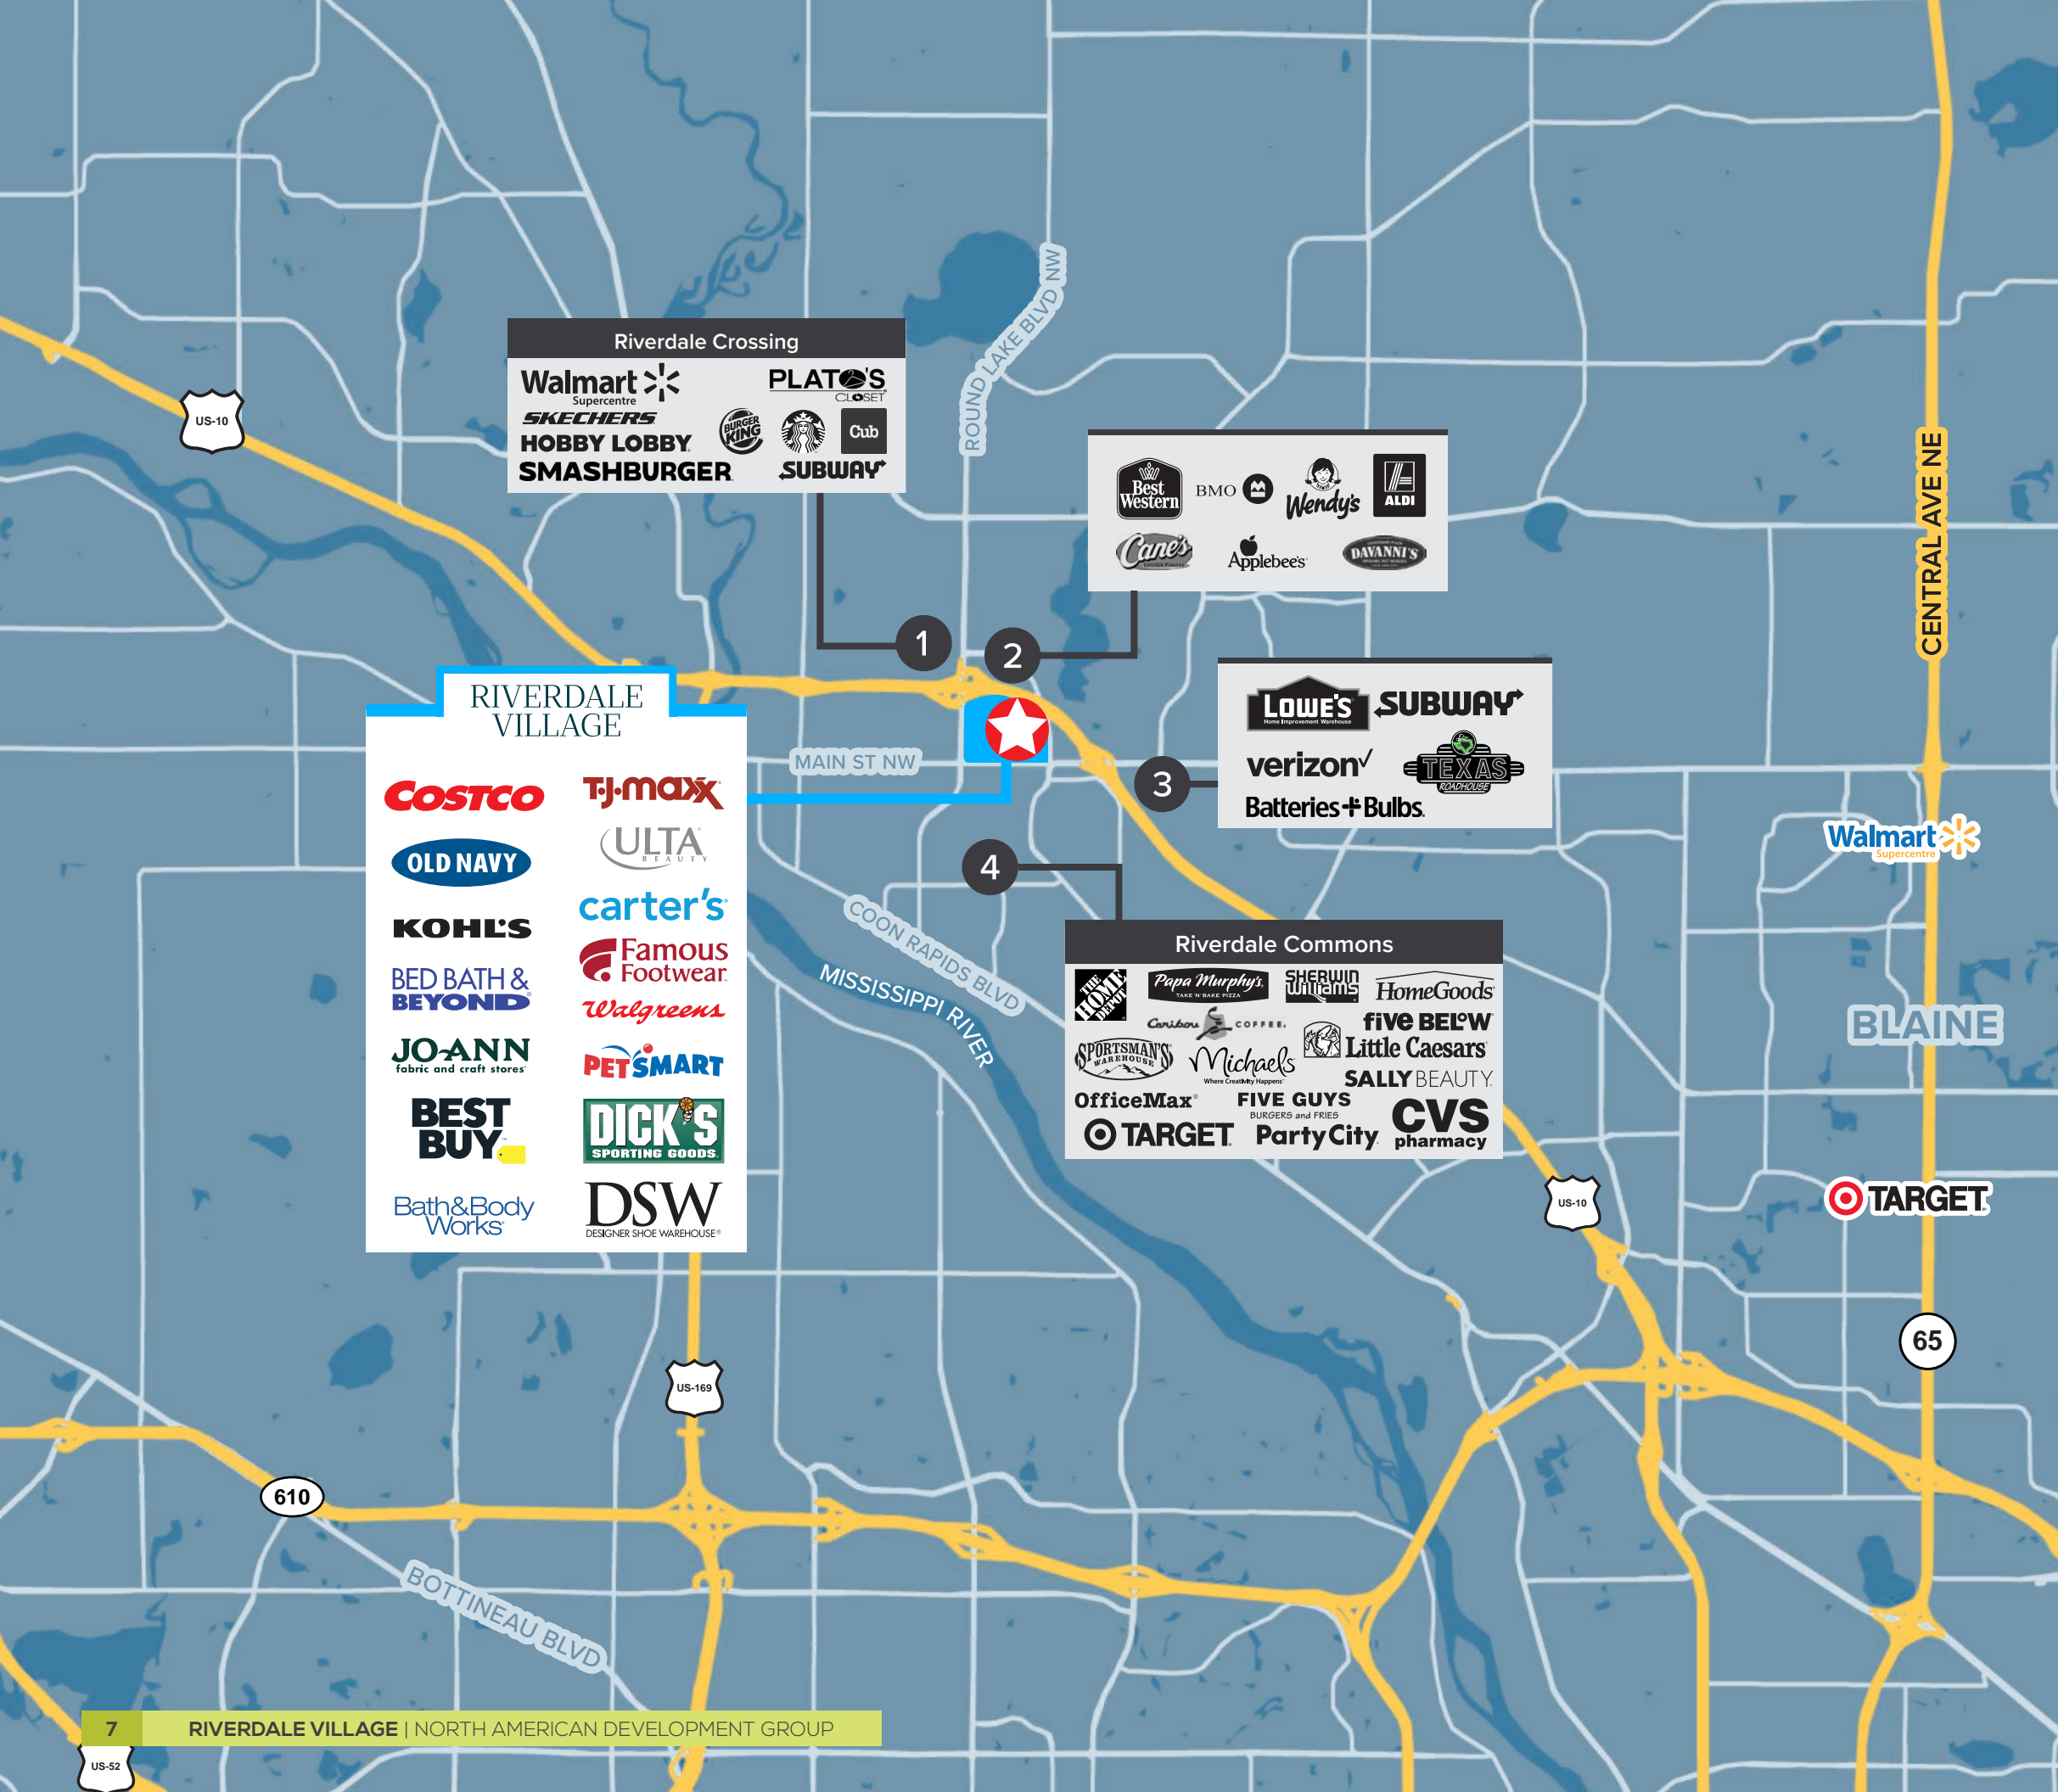 ROUND LAKE BLVD NW
Riverdale Crossing
Walmart
Supercentre
PLATO'S
CLOSET
SKECHERS
HOBBY LOBBY
BURGER
KING
Cub
SMASHBURGER
SUBWAY
US-10
Best
Western
BMO
Wendy's
ALDI
Cane's
CHICKEN FINGERS
Applebee's
DAVANNI'S
CENTRAL AVE NE
1
2
3
4
LOWE'S
Home Improvement Warehouse
SUBWAY
verizon
TEXAS
ROADHOUSE
Batteries+Bulbs
RIVERDALE
VILLAGE
COSTCO
T·J·maxx
OLD NAVY
ULTA
BEAUTY
KOHL'S
carter's
BED BATH &
BEYOND
Famous
Footwear
Walgreens
JO-ANN
fabric and craft stores
PETSMART
BEST
BUY
DICK'S
SPORTING GOODS
Bath&Body
Works
DSW
DESIGNER SHOE WAREHOUSE®
MAIN ST NW
COON RAPIDS BLVD
MISSISSIPPI RIVER
Walmart
Supercentre
Riverdale Commons
THE
HOME
DEPOT
Papa Murphy's
TAKE 'N' BAKE PIZZA
SHERWIN
WILLIAMS
HomeGoods
Caribou COFFEE
five BELOW
SPORTSMAN'S
WAREHOUSE
Michaels
Where Creativity Happens
Little Caesars
SALLY BEAUTY
OfficeMax®
FIVE GUYS
BURGERS and FRIES
CVS
pharmacy
TARGET
PartyCity
BLAINE
TARGET
US-10
65
US-169
610
BOTTINEAU BLVD
7
RIVERDALE VILLAGE | NORTH AMERICAN DEVELOPMENT GROUP
US-52